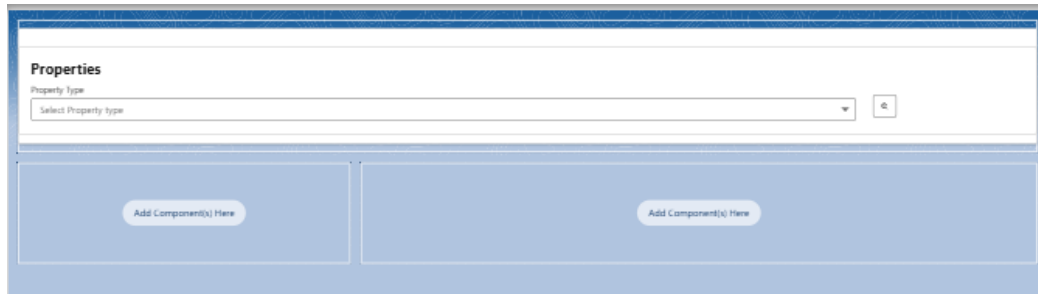 Properties
Property Type
Select Property type
Add Component(s) Here
Add Component(s) Here